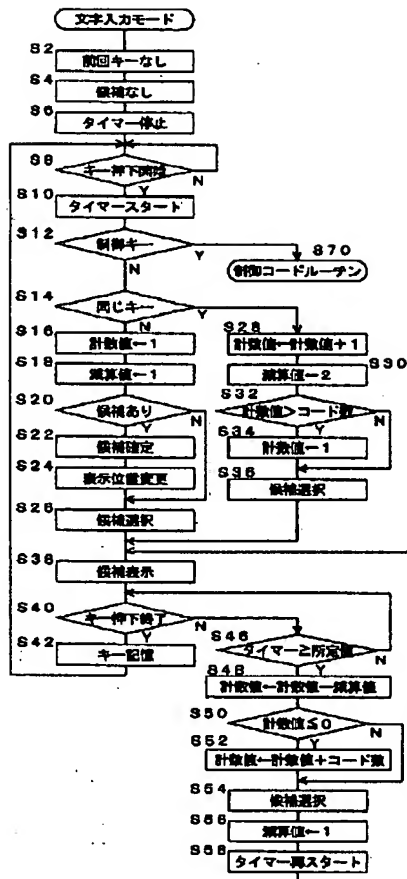 文字入力モード
S2
前回キーなし
S4
候補なし
S6
タイマー停止
S8
キー押下開始
N
Y
S10
タイマースタート
S12
制御キー
Y
N
S70
制御コードルーチン
S14
同じキー
Y
N
S16
計数値←1
S18
減算値←1
S20
候補あり
N
Y
S22
候補確定
S24
表示位置変更
S26
候補選択
S28
計数値←計数値+1
S30
減算値←2
S32
計数値>コード数
N
Y
S34
計数値←1
S36
候補選択
S38
候補表示
S40
キー押下終了
N
Y
S42
キー記憶
S46
タイマー≧所定値
N
Y
S48
計数値←計数値-減算値
S50
計数値≦0
N
Y
S52
計数値←計数値+コード数
S54
候補選択
S56
減算値←1
S58
タイマー再スタート